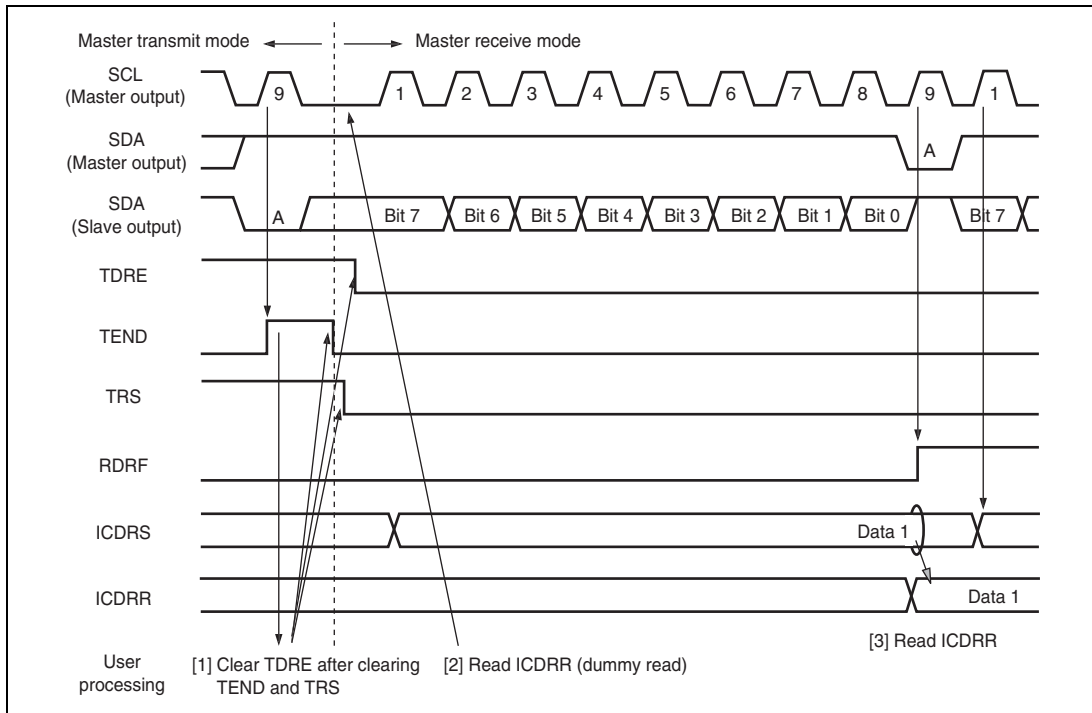 Master transmit mode
Master receive mode
SCL
(Master output)
9 1 2 3 4 5 6 7 8 9 1
SDA
(Master output)
A
SDA
(Slave output)
A Bit 7 Bit 6 Bit 5 Bit 4 Bit 3 Bit 2 Bit 1 Bit 0 Bit 7
TDRE
TEND
TRS
RDRF
ICDRS
Data 1
ICDRR
Data 1
User
processing
[1] Clear TDRE after clearing
TEND and TRS
[2] Read ICDRR (dummy read)
[3] Read ICDRR